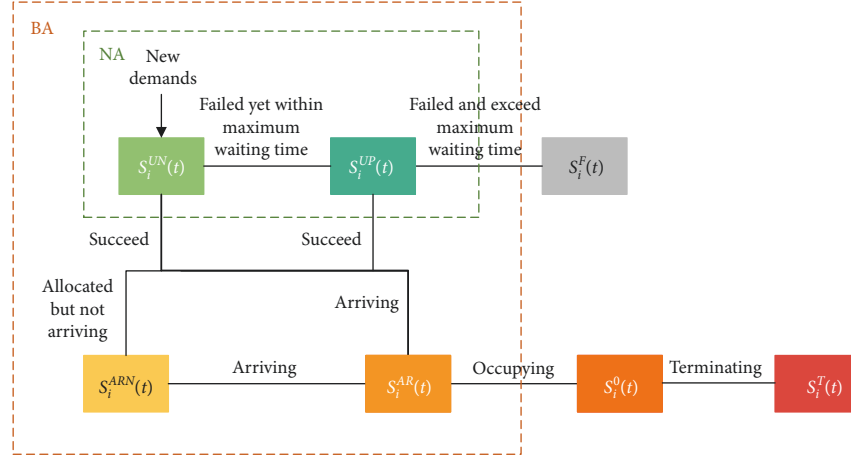 BA
NA
New
demands
Failed yet within
maximum
waiting time
Failed and exceed
maximum
waiting time
S_i^{UN}(t)
S_i^{UP}(t)
S_i^{F}(t)
Succeed
Succeed
Allocated
but not
arriving
Arriving
S_i^{ARN}(t)
Arriving
S_i^{AR}(t)
Occupying
S_i^{0}(t)
Terminating
S_i^{T}(t)